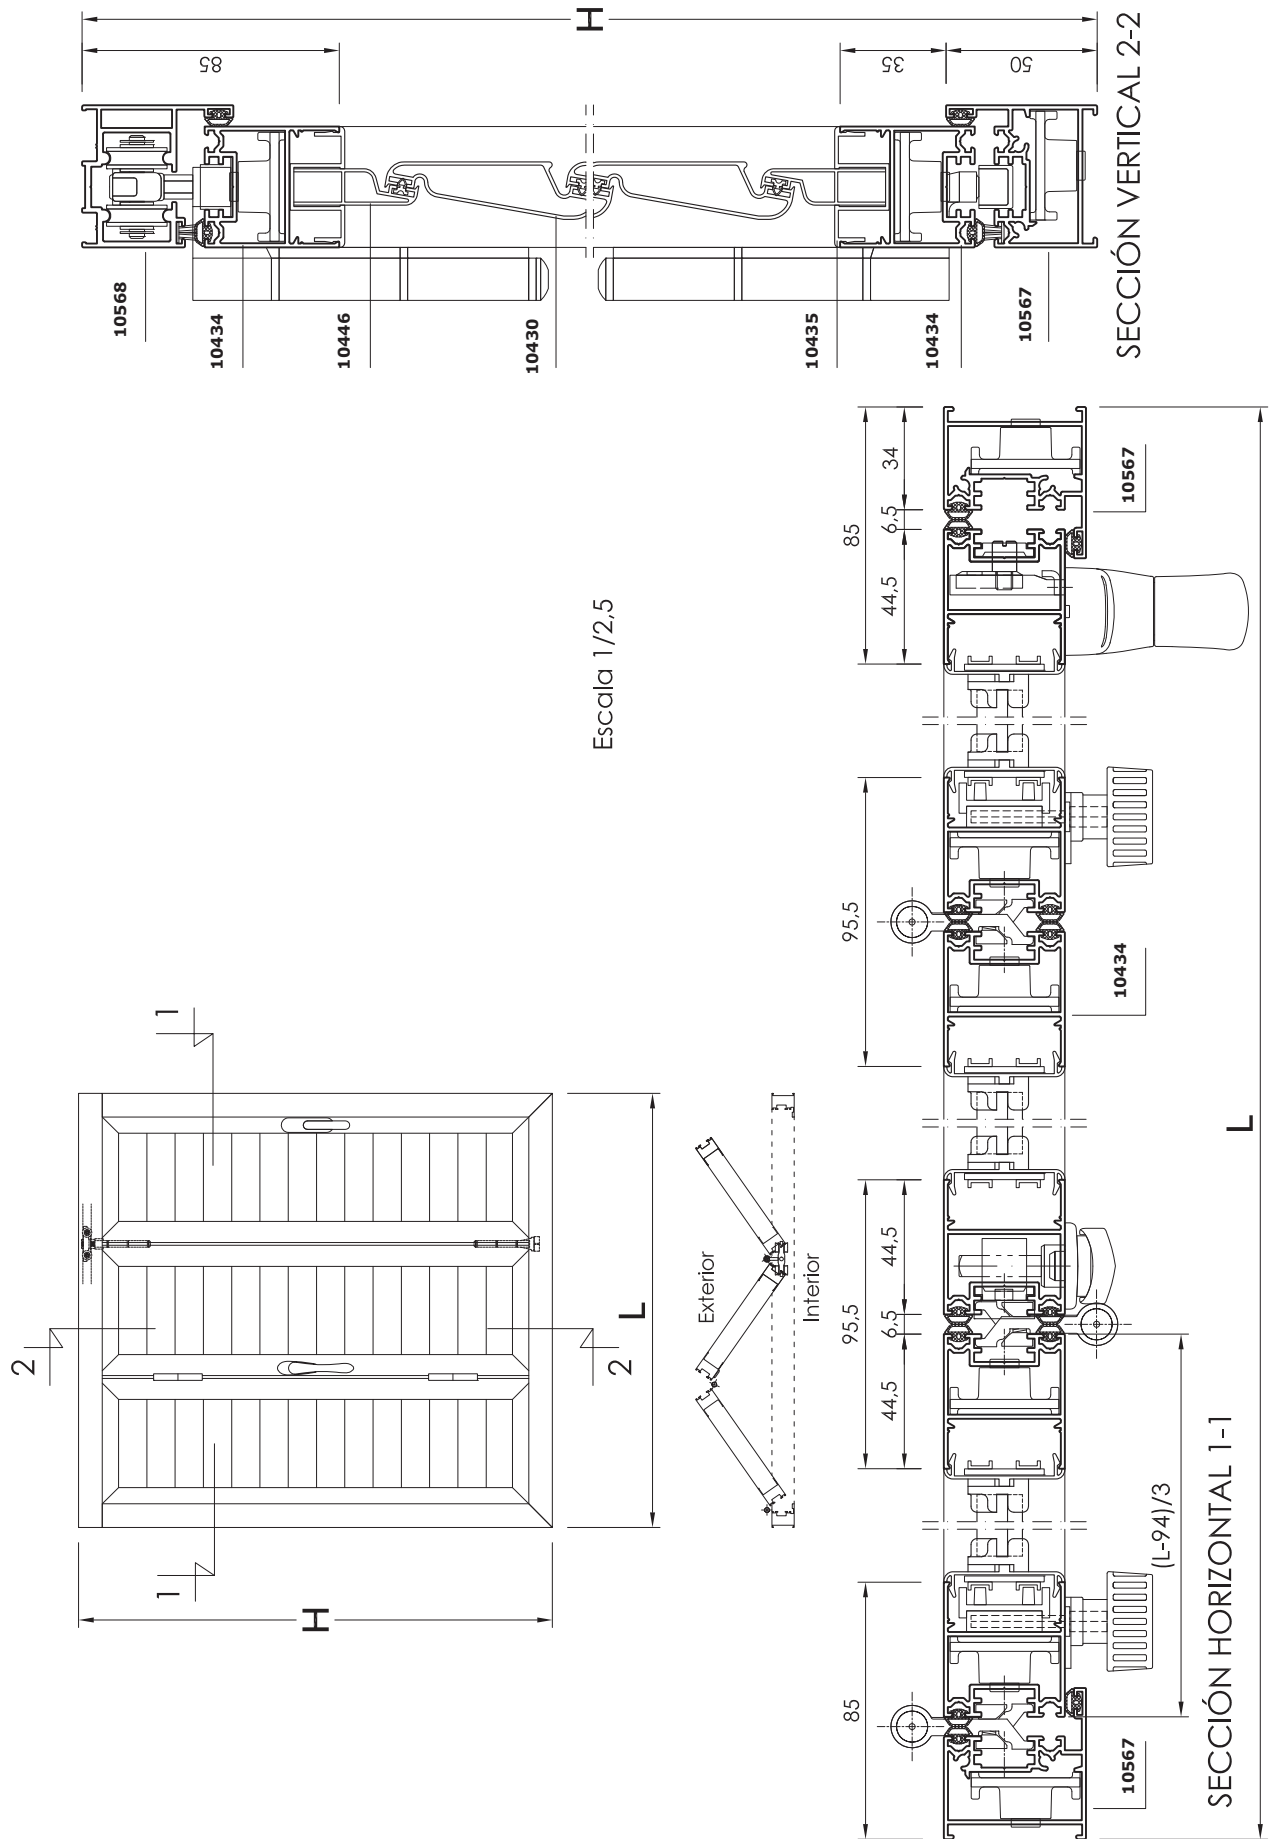 H
85
35
50
10568
10434
10446
10430
10435
10434
10567
SECCIÓN VERTICAL 2-2
Escala 1/2,5
1
1
2
2
H
L
Exterior
Interior
85
44,5
6,5
34
95,5
95,5
44,5
6,5
44,5
85
10567
10434
10567
(L-94)/3
L
SECCIÓN HORIZONTAL 1-1